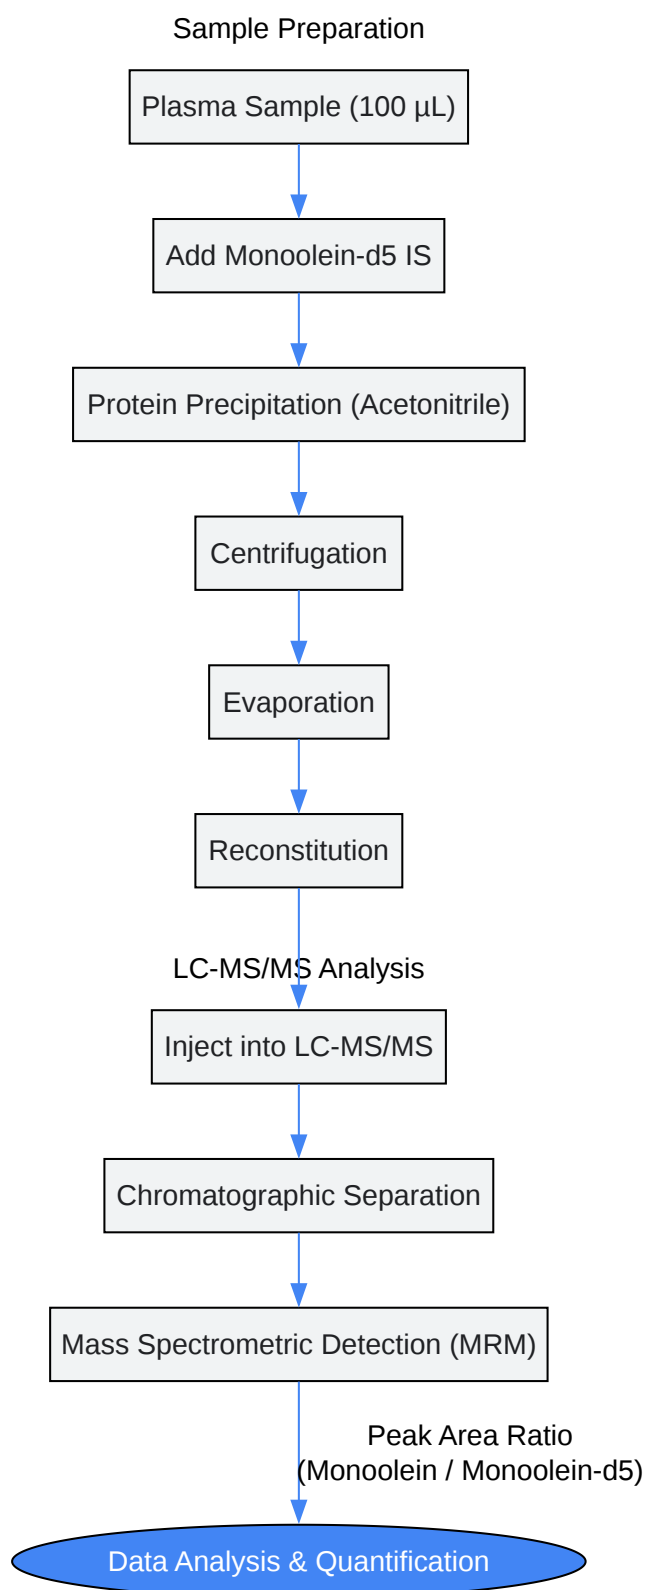 Sample Preparation
Plasma Sample (100 µL)
Add Monoolein-d5 IS
Protein Precipitation (Acetonitrile)
Centrifugation
Evaporation
Reconstitution
LC-MS/MS Analysis
Inject into LC-MS/MS
Chromatographic Separation
Mass Spectrometric Detection (MRM)
Peak Area Ratio
(Monoolein / Monoolein-d5)
Data Analysis & Quantification